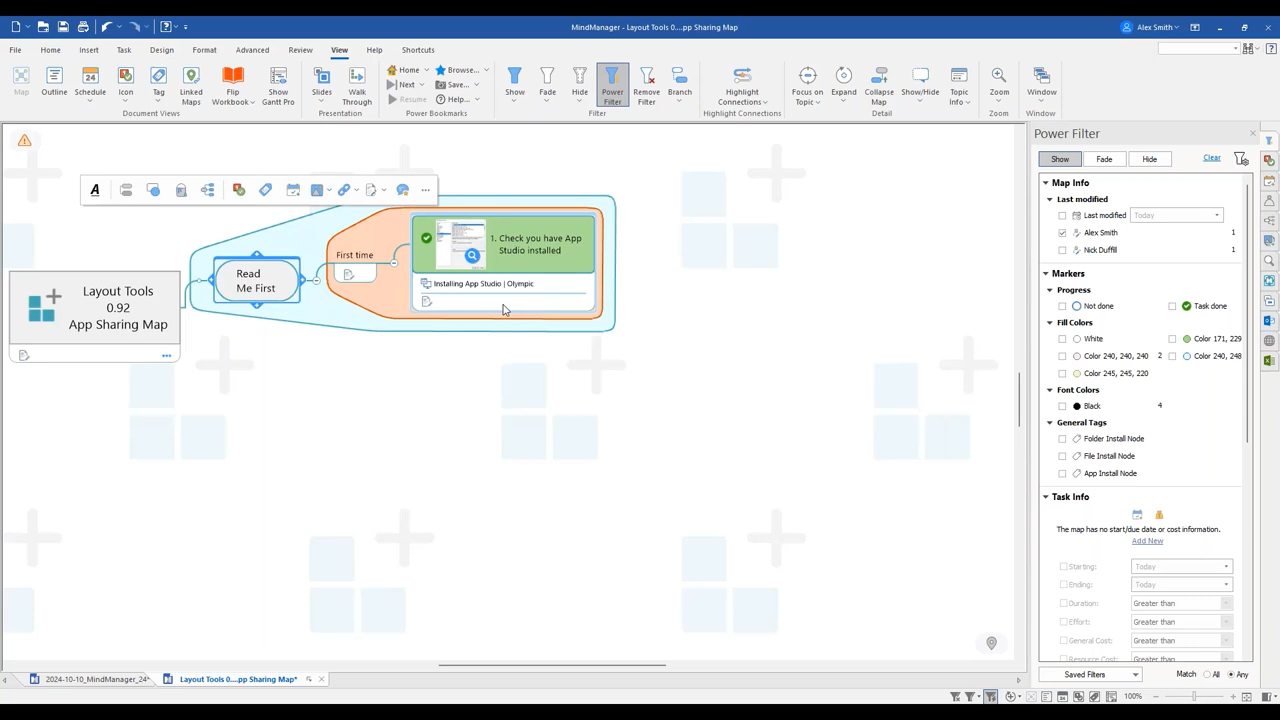 MindManager - Layout Tools 0....pp Sharing Map
Alex Smith
File Home Insert Task Design Format Advanced Review View Help Shortcuts
Map
Outline
Schedule
Icon
Tag
Linked Maps
Flip Workbook
Show Gantt Pro
Document Views
Slides
Walk Through
Presentation
Home
Next
Resume
Browse...
Save...
Help...
Power Bookmarks
Show
Fade
Hide
Power Filter
Remove Filter
Branch
Filter
Highlight Connections
Highlight Connections
Focus on Topic
Expand
Collapse Map
Show/Hide
Topic Info
Detail
Zoom
Zoom
Window
Window
A
Layout Tools
0.92
App Sharing Map
Read
Me First
First time
1. Check you have App
Studio installed
Installing App Studio | Olympic
Power Filter
Show Fade Hide Clear
Map Info
Last modified
Last modified Today
Alex Smith 1
Nick Duffill 1
Markers
Progress
Not done Task done
Fill Colors
White Color 171, 229
Color 240, 240, 240 2 Color 240, 248
Color 245, 245, 220
Font Colors
Black 4
General Tags
Folder Install Node
File Install Node
App Install Node
Task Info
The map has no start/due date or cost information.
Add New
Starting: Today
Ending: Today
Duration: Greater than
Effort: Greater than
General Cost: Greater than
Resource Cost: Greater than
Saved Filters Match All Any
2024-10-10_MindManager_24*
Layout Tools 0....pp Sharing Map*
100%